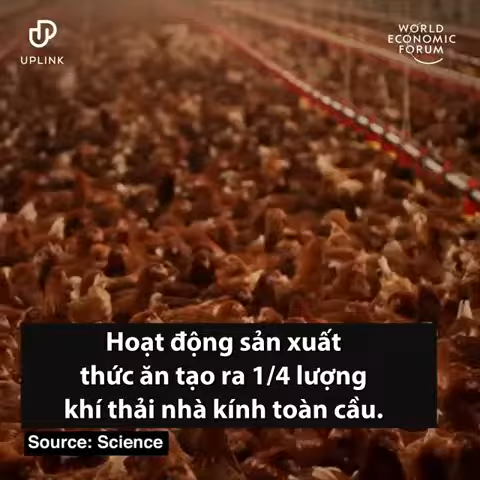 UPLINK
WORLD
ECONOMIC
FORUM
Hoạt động sản xuất
thức ăn tạo ra 1/4 lượng
khí thải nhà kính toàn cầu.
Source: Science